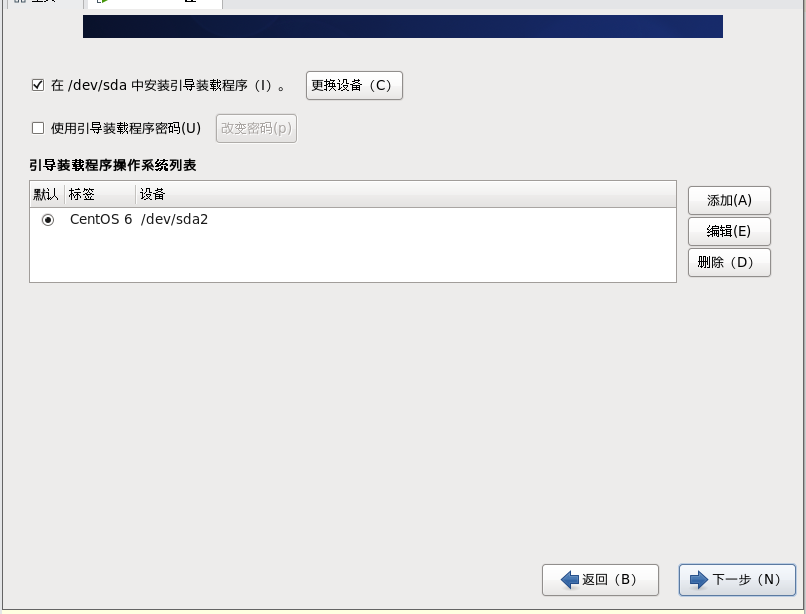 在 /dev/sda 中安装引导装载程序（I）。 更换设备（C）
使用引导装载程序密码(U) 改变密码(p)
引导装载程序操作系统列表
默认 标签 设备
CentOS 6 /dev/sda2
添加(A)
编辑(E)
删除（D）
返回（B） 下一步（N）